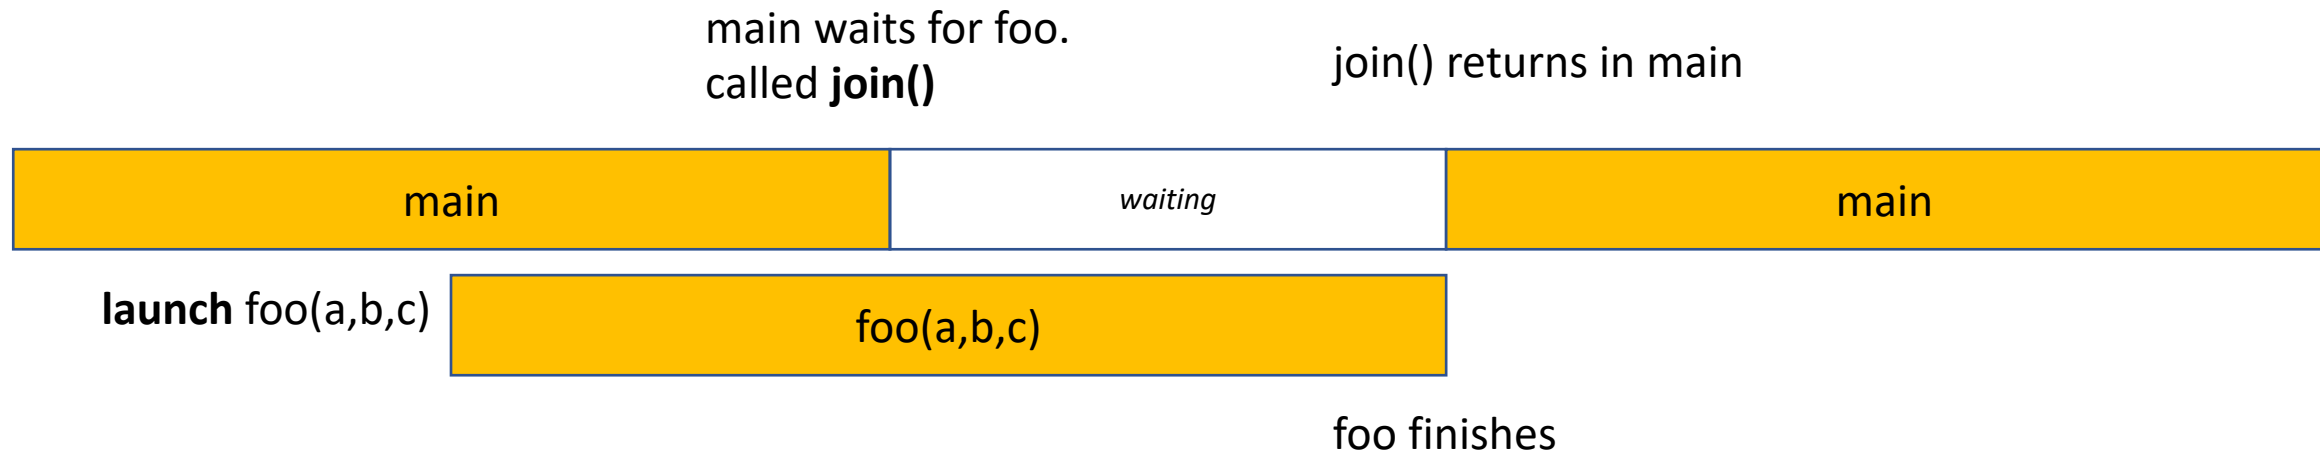 main waits for foo.
called join()
join() returns in main
main
waiting
main
launch foo(a,b,c)
foo(a,b,c)
foo finishes